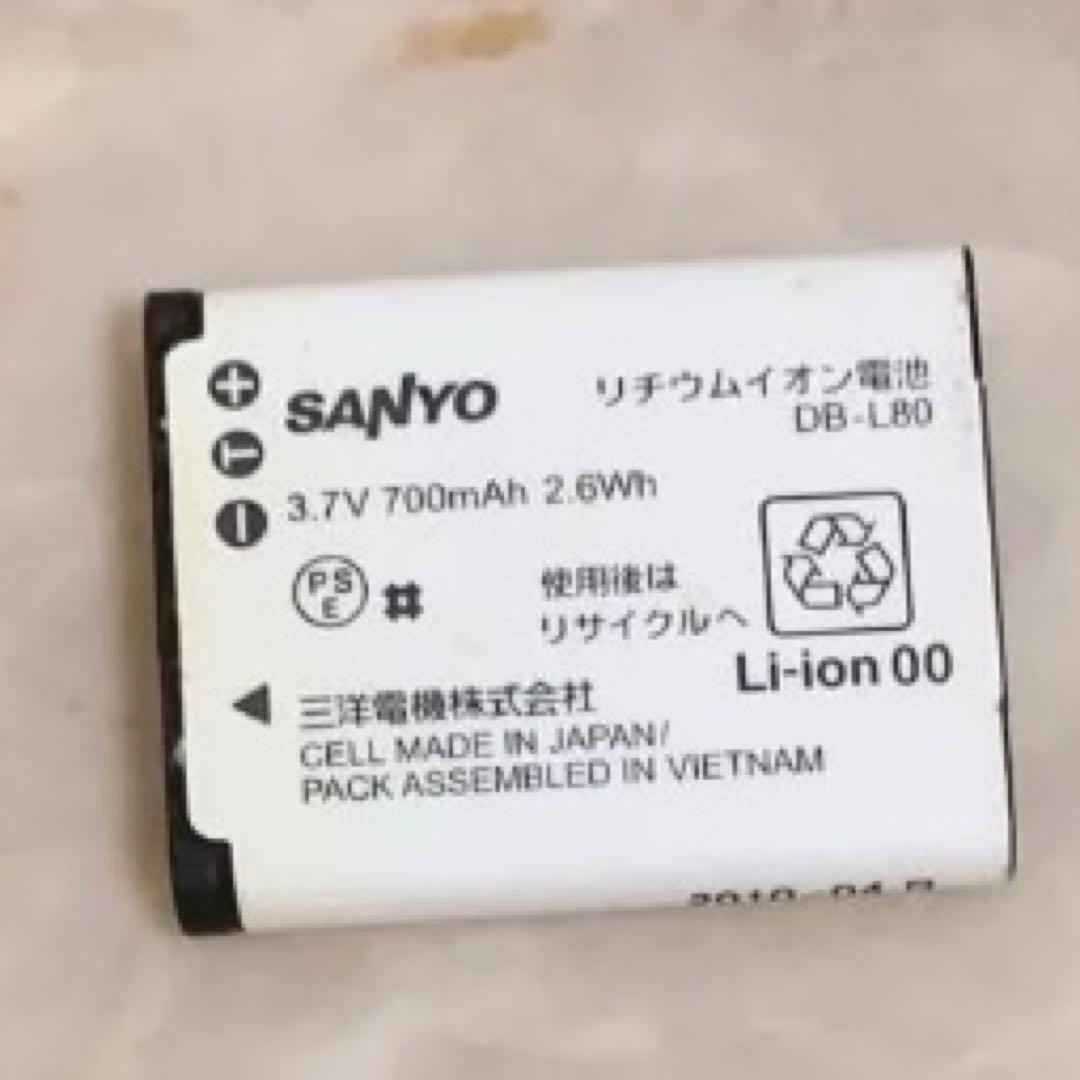 SANYO
リチウムイオン電池
DB-L80
3.7V 700mAh 2.6Wh
PS
E
使用後は
リサイクルへ
Li-ion 00
三洋電機株式会社
CELL MADE IN JAPAN/
PACK ASSEMBLED IN VIETNAM